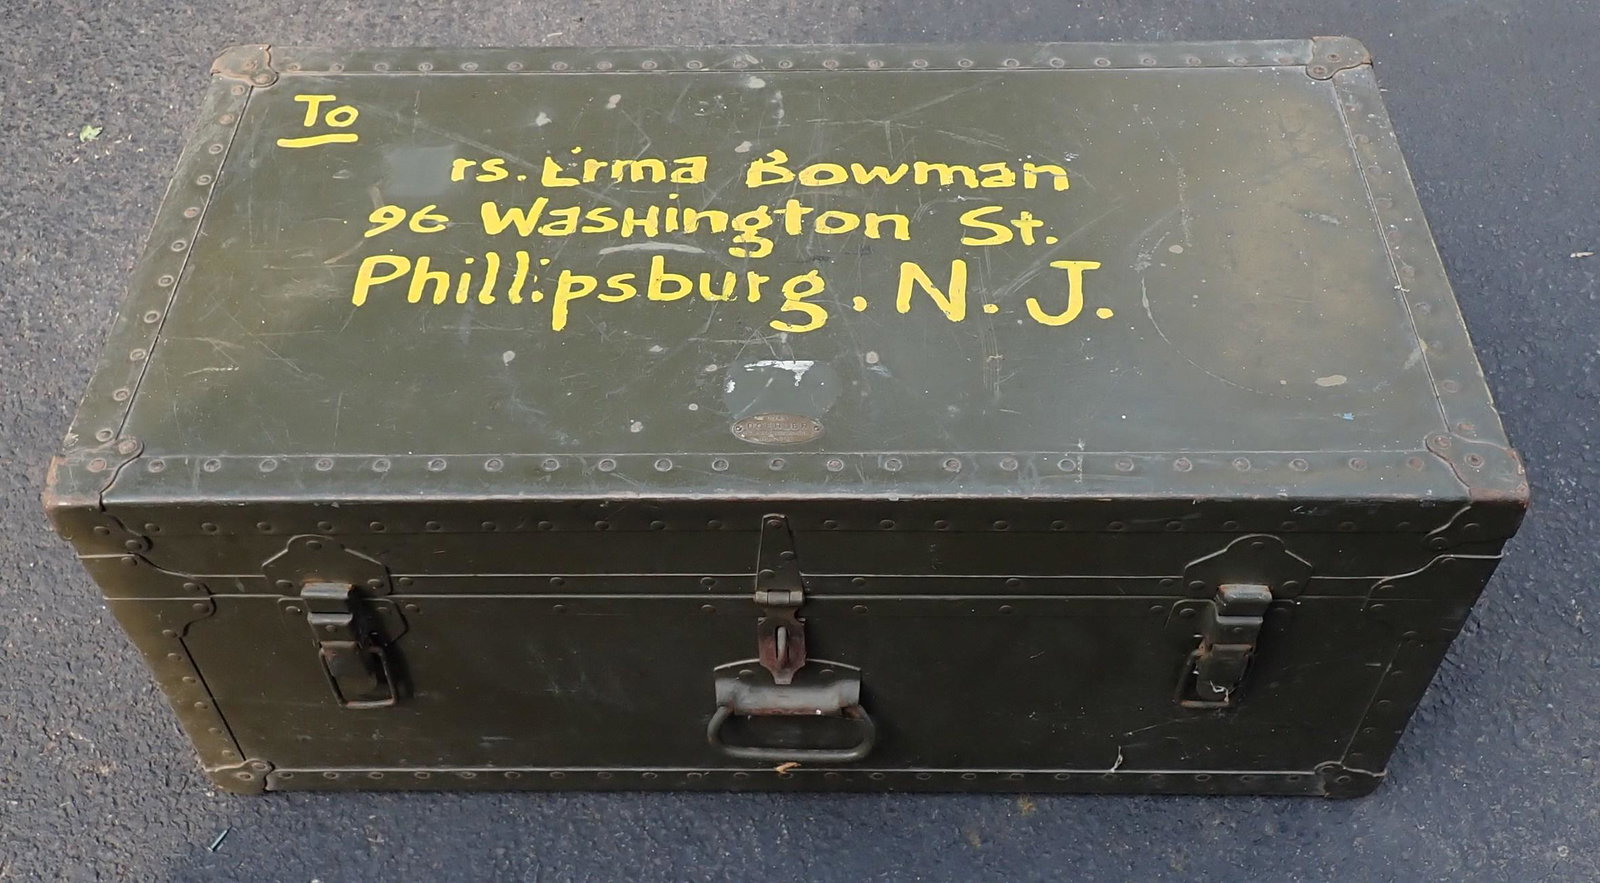 To
rs. Erma Bowman
96 Washington St.
Phillipsburg, N. J.